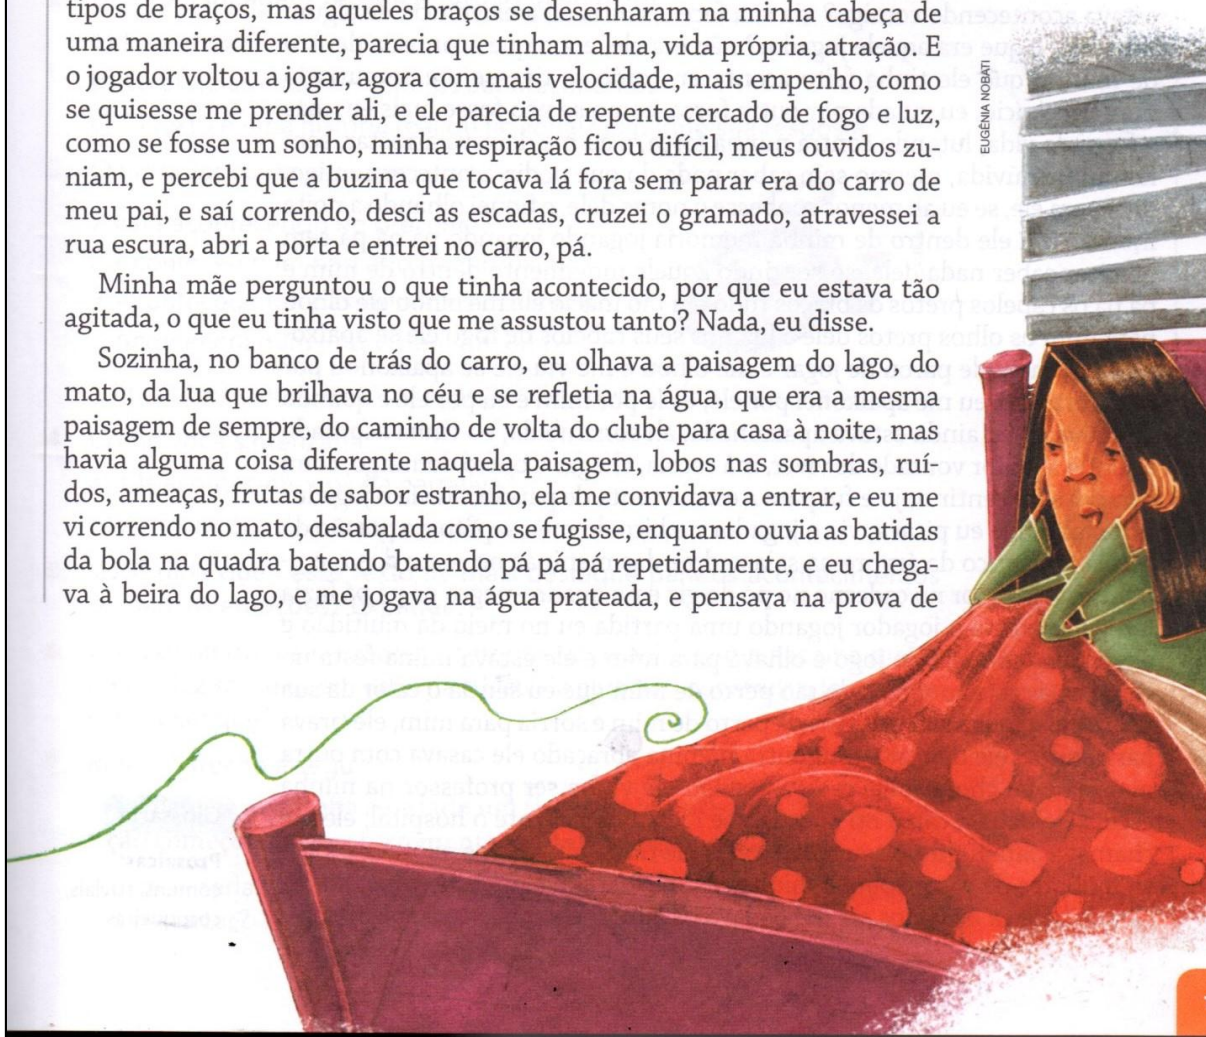 tipos de braços, mas aqueles braços se desenharam na minha cabeça de
uma maneira diferente, parecia que tinham alma, vida própria, atração. E
o jogador voltou a jogar, agora com mais velocidade, mais empenho, como
se quisesse me prender ali, e ele parecia de repente cercado de fogo e luz,
como se fosse um sonho, minha respiração ficou difícil, meus ouvidos zu-
niam, e percebi que a buzina que tocava lá fora sem parar era do carro de
meu pai, e saí correndo, desci as escadas, cruzei o gramado, atravessei a
rua escura, abri a porta e entrei no carro, pá.
Minha mãe perguntou o que tinha acontecido, por que eu estava tão
agitada, o que eu tinha visto que me assustou tanto? Nada, eu disse.
Sozinha, no banco de trás do carro, eu olhava a paisagem do lago, do
mato, da lua que brilhava no céu e se refletia na água, que era a mesma
paisagem de sempre, do caminho de volta do clube para casa à noite, mas
havia alguma coisa diferente naquela paisagem, lobos nas sombras, ruí-
dos, ameaças, frutas de sabor estranho, ela me convidava a entrar, e eu me
vi correndo no mato, desabalada como se fugisse, enquanto ouvia as batidas
da bola na quadra batendo batendo pá pá pá repetidamente, e eu chega-
va à beira do lago, e me jogava na água prateada, e pensava na prova de
EUGENIA NOBATI